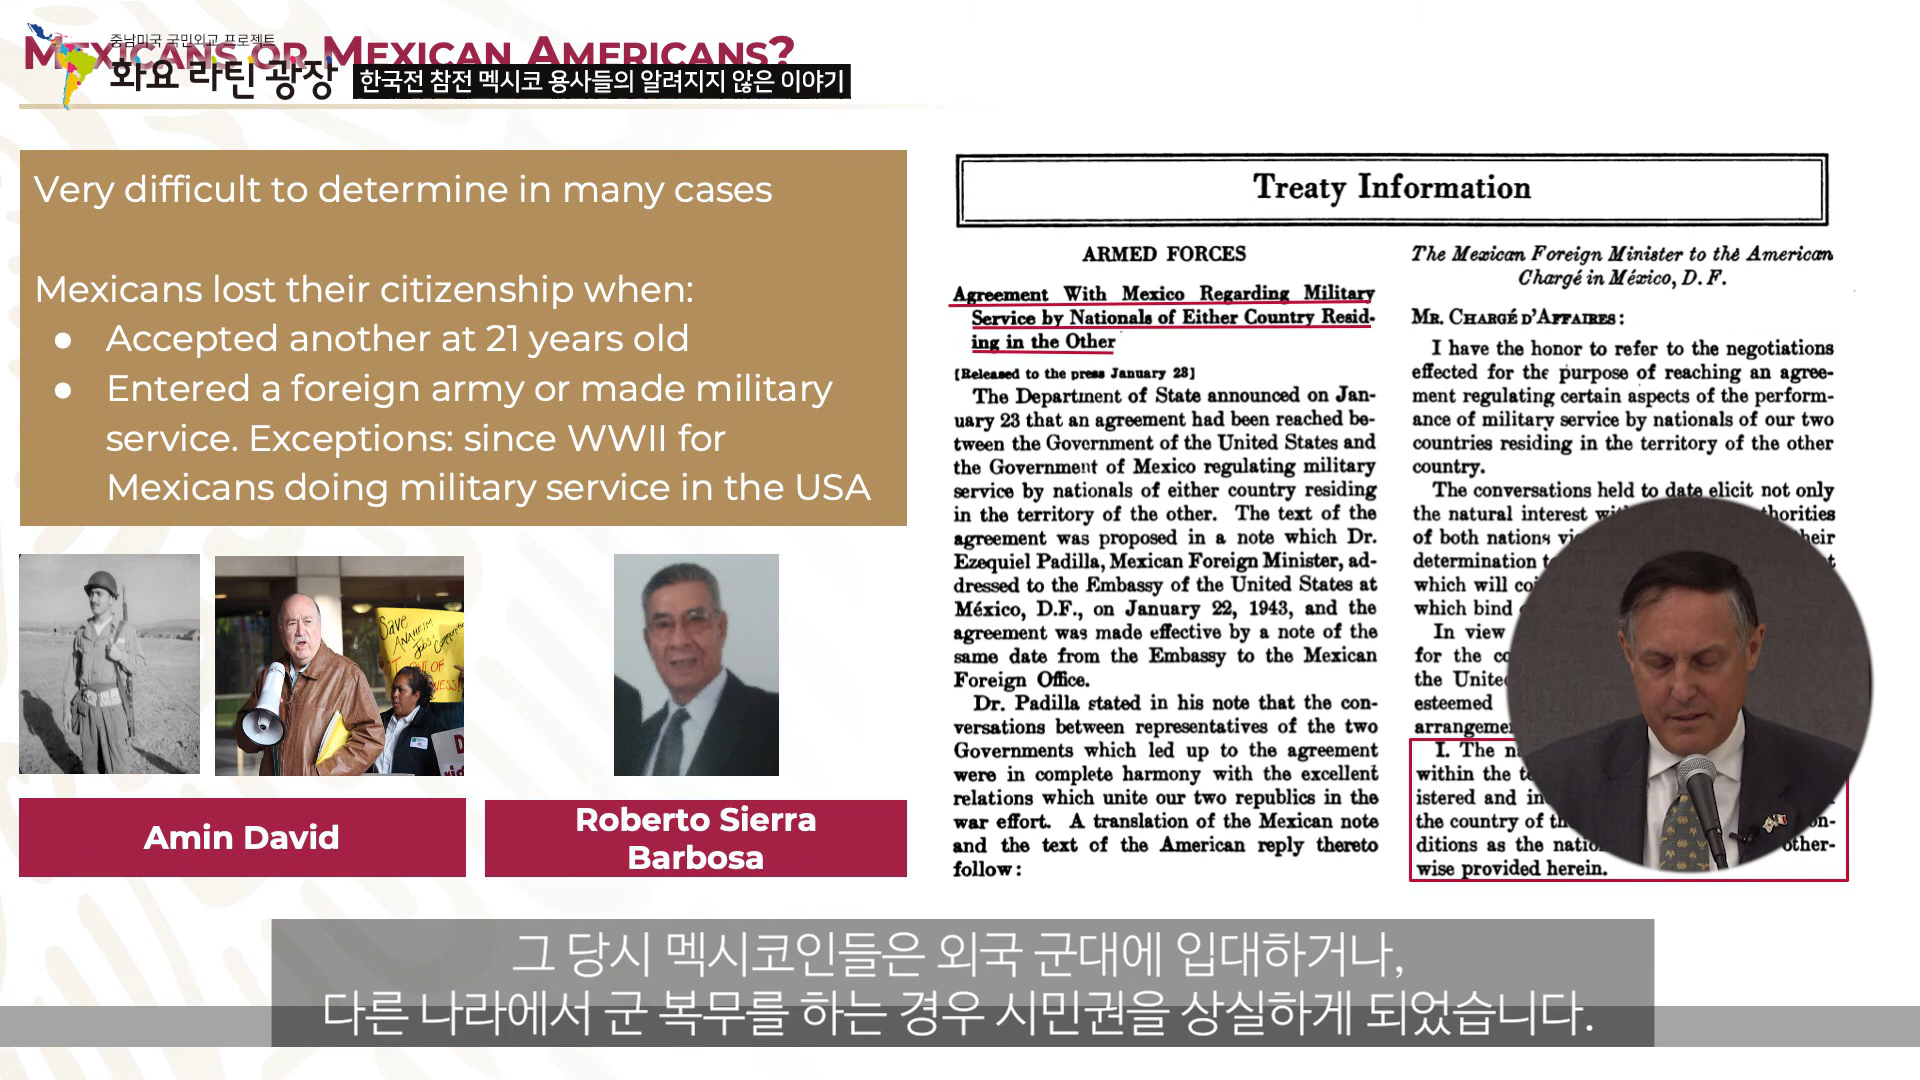 MEXICANS OR MEXICAN AMERICANS?
중남미국 국민외교 프로젝트
화요 라틴 광장
한국전 참전 멕시코 용사들의 알려지지 않은 이야기
Very difficult to determine in many cases
Mexicans lost their citizenship when:
● Accepted another at 21 years old
● Entered a foreign army or made military
service. Exceptions: since WWII for
Mexicans doing military service in the USA
Save
ANAHEIM
Jobs
OUT OF
Amin David
Roberto Sierra
Barbosa
Treaty Information
ARMED FORCES
Agreement With Mexico Regarding Military
Service by Nationals of Either Country Resid-
ing in the Other
[Released to the press January 23]
The Department of State announced on Jan-
uary 23 that an agreement had been reached be-
tween the Government of the United States and
the Government of Mexico regulating military
service by nationals of either country residing
in the territory of the other. The text of the
agreement was proposed in a note which Dr.
Ezequiel Padilla, Mexican Foreign Minister, ad-
dressed to the Embassy of the United States at
México, D.F., on January 22, 1943, and the
agreement was made effective by a note of the
same date from the Embassy to the Mexican
Foreign Office.
Dr. Padilla stated in his note that the con-
versations between representatives of the two
Governments which led up to the agreement
were in complete harmony with the excellent
relations which unite our two republics in the
war effort. A translation of the Mexican note
and the text of the American reply thereto
follow:
The Mexican Foreign Minister to the American
Chargé in México, D. F.
MR. CHARGÉ D'AFFAIRES:
I have the honor to refer to the negotiations
effected for the purpose of reaching an agree-
ment regulating certain aspects of the perform-
ance of military service by nationals of our two
countries residing in the territory of the other
country.
The conversations held to date elicit not only
the natural interest
of both nations
determination
which will
which bind
In view
for the
the
esteemed
I. The
within the
istered and
the country of
ditions as the other-
wise provided herein.
그 당시 멕시코인들은 외국 군대에 입대하거나,
다른 나라에서 군 복무를 하는 경우 시민권을 상실하게 되었습니다.